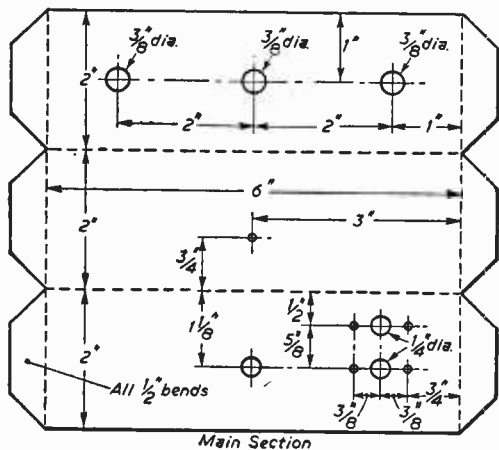 3/8" dia.
3/8" dia.
1"
3/8" dia.
2"
2"
2"
1"
6"
2"
3"
3/4"
1/2"
1 1/8"
5/8"
2"
1/4" dia.
All 1/2" bends
3/4"
3/8"
3/8"
Main Section